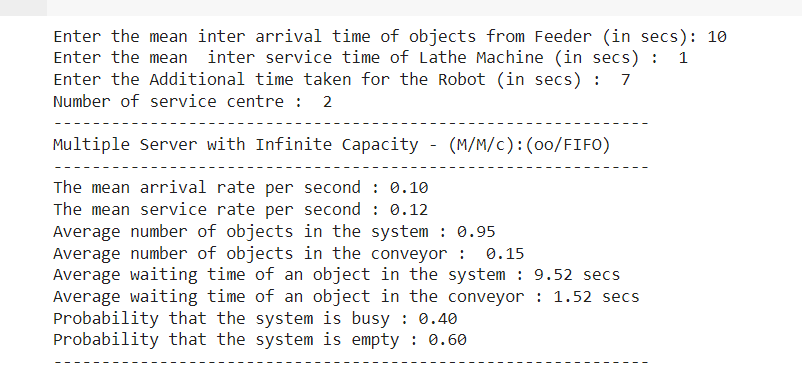 Enter the mean inter arrival time of objects from Feeder (in secs): 10
Enter the mean  inter service time of Lathe Machine (in secs) :  1
Enter the Additional time taken for the Robot (in secs) :  7
Number of service centre :  2
--------------------------------------------------------------
Multiple Server with Infinite Capacity - (M/M/c):(oo/FIFO)
--------------------------------------------------------------
The mean arrival rate per second : 0.10
The mean service rate per second : 0.12
Average number of objects in the system : 0.95
Average number of objects in the conveyor :  0.15
Average waiting time of an object in the system : 9.52 secs
Average waiting time of an object in the conveyor : 1.52 secs
Probability that the system is busy : 0.40
Probability that the system is empty : 0.60
--------------------------------------------------------------